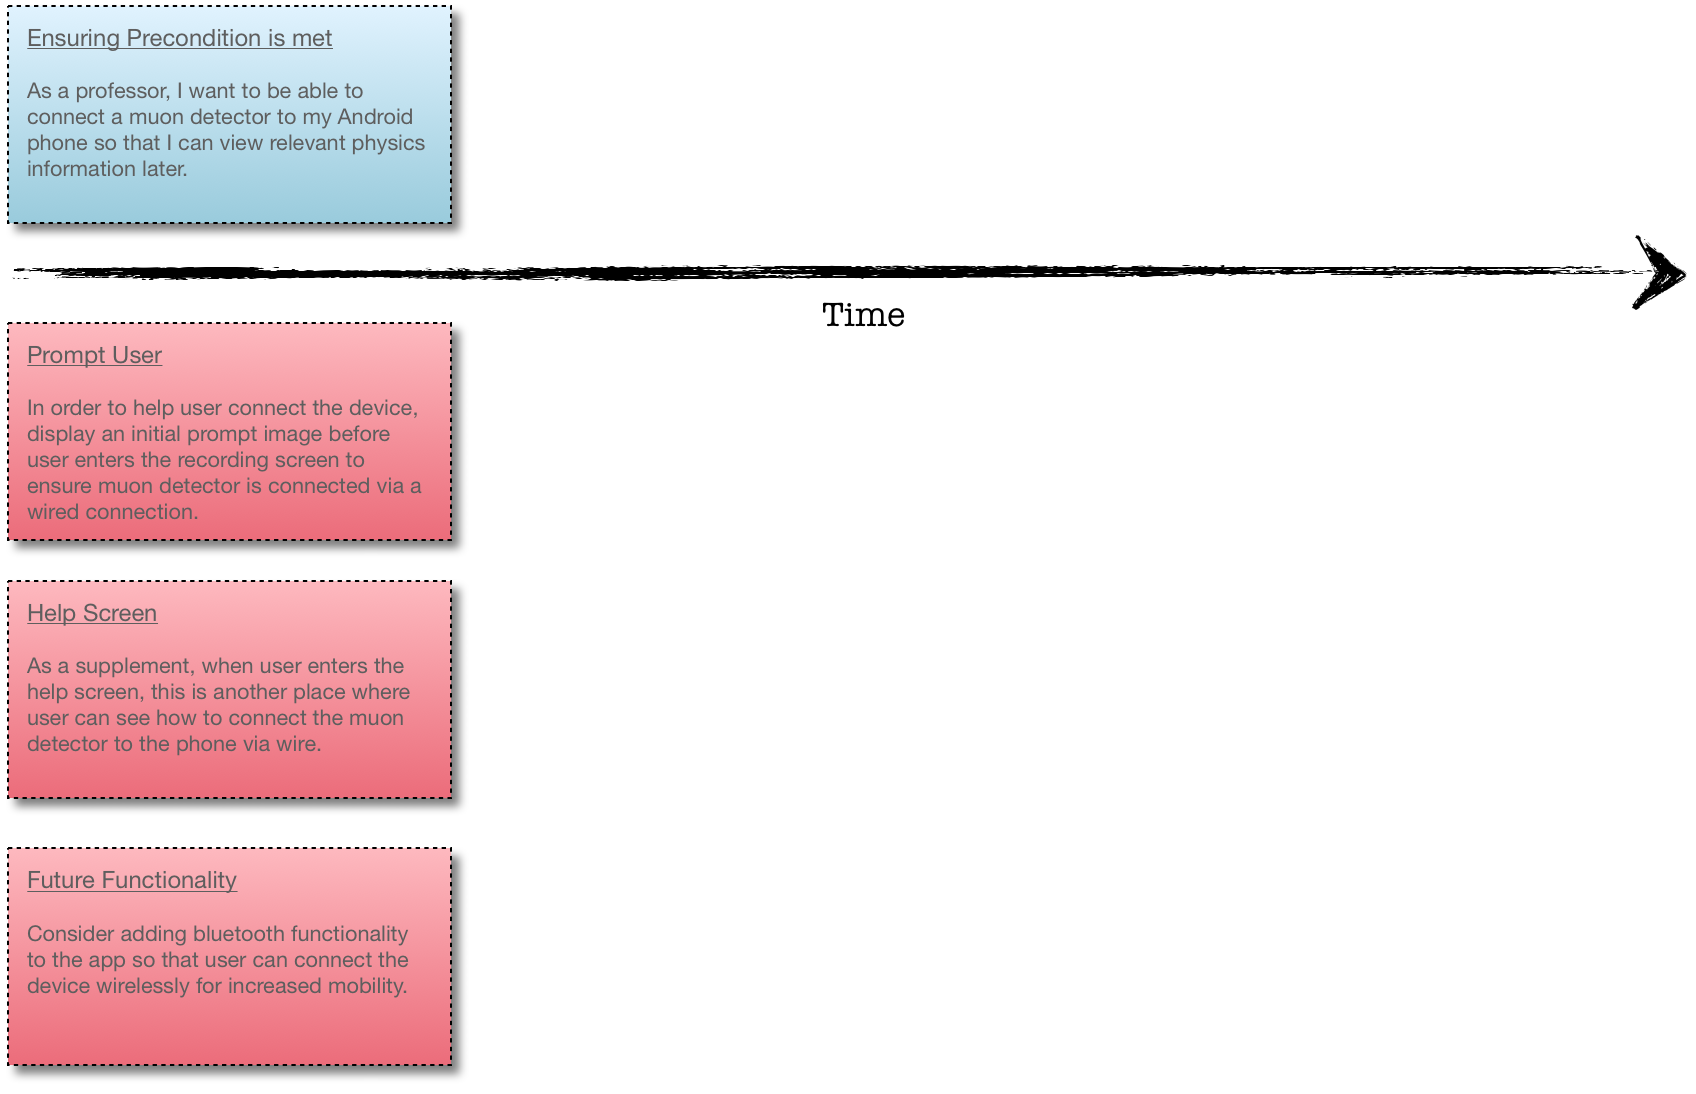 Ensuring Precondition is met
As a professor, I want to be able to
connect a muon detector to my Android
phone so that I can view relevant physics
information later.
Time
Prompt User
In order to help user connect the device,
display an initial prompt image before
user enters the recording screen to
ensure muon detector is connected via a
wired connection.
Help Screen
As a supplement, when user enters the
help screen, this is another place where
user can see how to connect the muon
detector to the phone via wire.
Future Functionality
Consider adding bluetooth functionality
to the app so that user can connect the
device wirelessly for increased mobility.